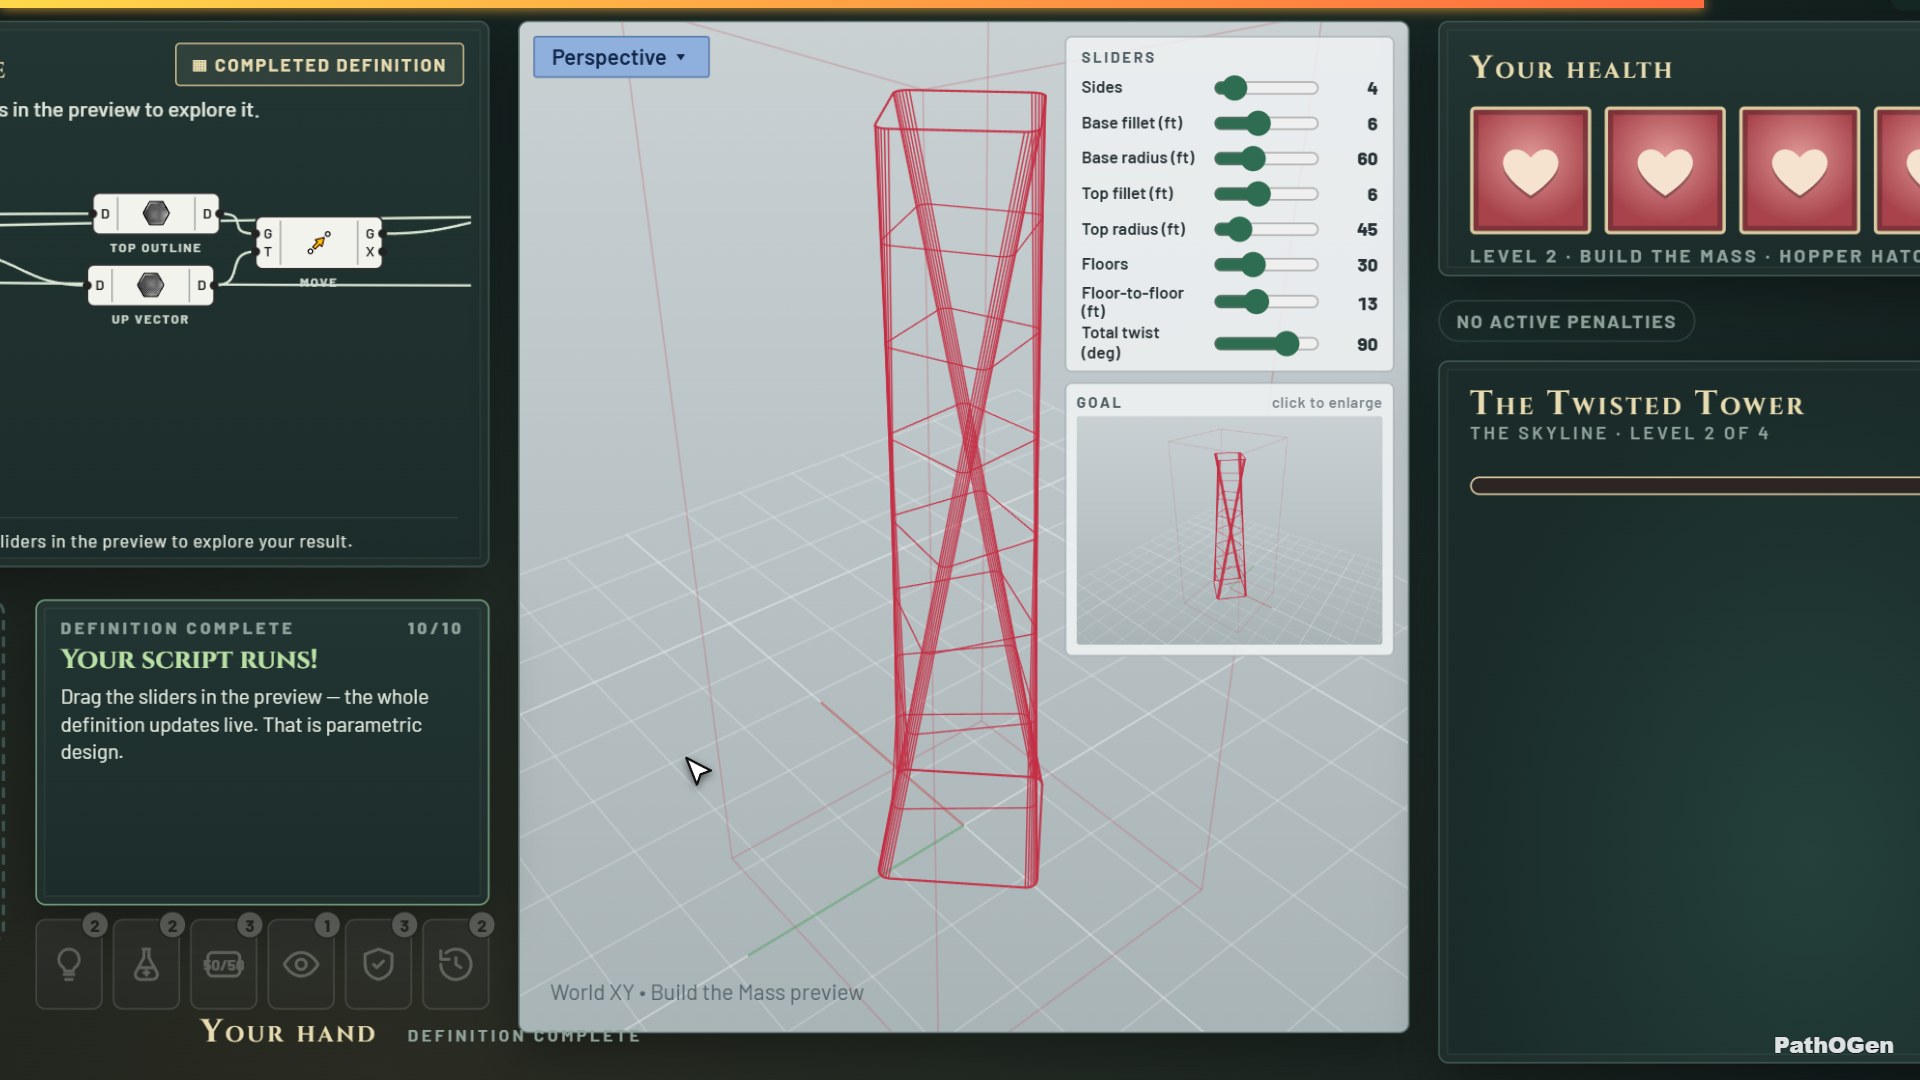 COMPLETED DEFINITION
s in the preview to explore it.
D D
TOP OUTLINE
G G
T X
MOVE
D D
UP VECTOR
liders in the preview to explore your result.
DEFINITION COMPLETE 10/10
YOUR SCRIPT RUNS!
Drag the sliders in the preview — the whole
definition updates live. That is parametric
design.
2 2 3 1 3 2
50/50
YOUR HAND DEFINITION COMPLETE
Perspective
SLIDERS
Sides 4
Base fillet (ft) 6
Base radius (ft) 60
Top fillet (ft) 6
Top radius (ft) 45
Floors 30
Floor-to-floor
(ft) 13
Total twist
(deg) 90
GOAL click to enlarge
World XY • Build the Mass preview
YOUR HEALTH
LEVEL 2 · BUILD THE MASS · HOPPER HATC
NO ACTIVE PENALTIES
THE TWISTED TOWER
THE SKYLINE · LEVEL 2 OF 4
PathOGen